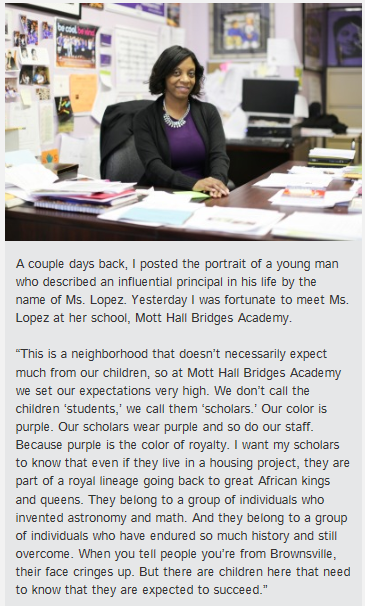 A couple days back, I posted the portrait of a young man
who described an influential principal in his life by the
name of Ms. Lopez. Yesterday I was fortunate to meet Ms.
Lopez at her school, Mott Hall Bridges Academy.
“This is a neighborhood that doesn’t necessarily expect
much from our children, so at Mott Hall Bridges Academy
we set our expectations very high. We don’t call the
children ‘students,’ we call them ‘scholars.’ Our color is
purple. Our scholars wear purple and so do our staff.
Because purple is the color of royalty. I want my scholars
to know that even if they live in a housing project, they are
part of a royal lineage going back to great African kings
and queens. They belong to a group of individuals who
invented astronomy and math. And they belong to a group
of individuals who have endured so much history and still
overcome. When you tell people you’re from Brownsville,
their face cringes up. But there are children here that need
to know that they are expected to succeed.”